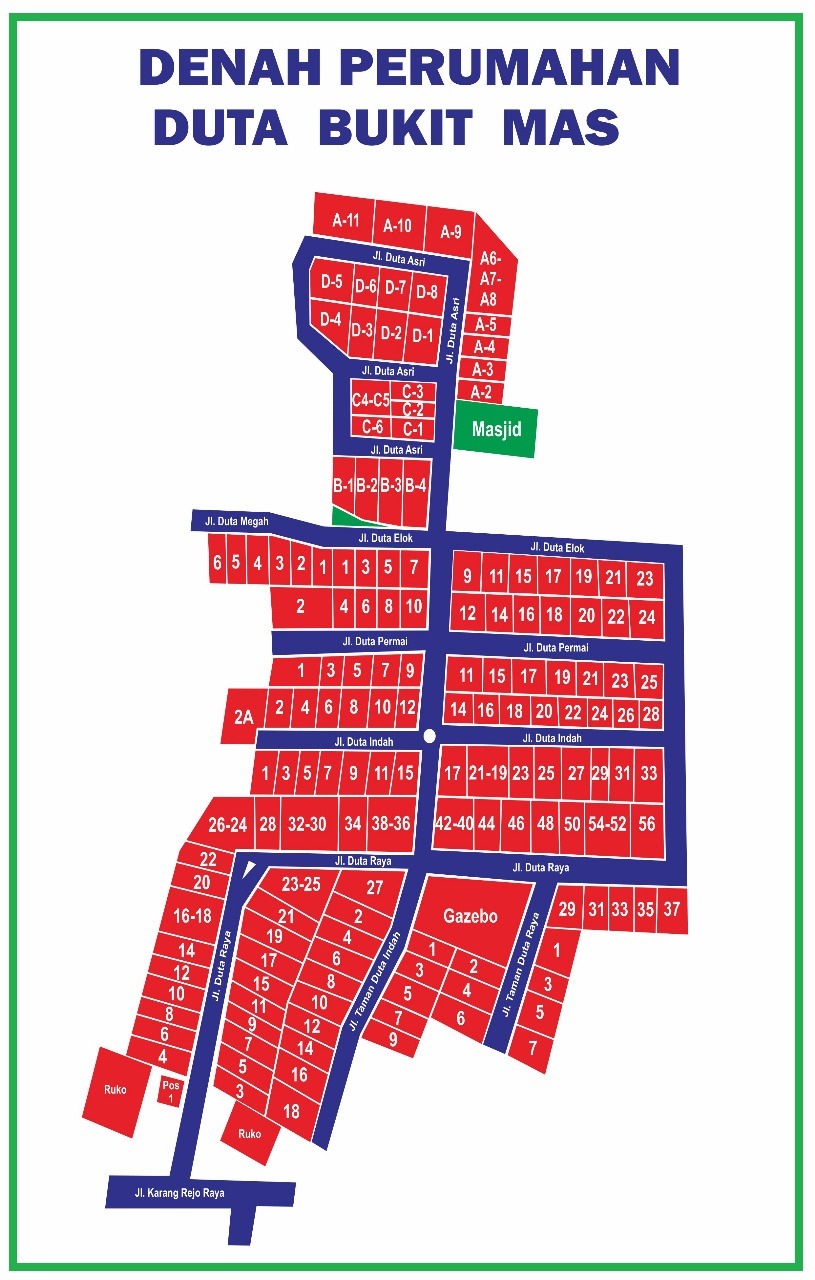 DENAH PERUMAHAN
DUTA BUKIT MAS
A-11 A-10 A-9
A6-
A7-
A8
Jl. Duta Asri
D-5 D-6 D-7 D-8
A-5
D-4 D-3 D-2 D-1
Jl. Duta Asri
A-4
A-3
Jl. Duta Asri
A-2
C4-C5 C-3
C-2
C-6 C-1
Masjid
Jl. Duta Asri
B-1 B-2 B-3 B-4
Jl. Duta Megah
Jl. Duta Elok
Jl. Duta Elok
6 5 4 3 2 1 1 3 5 7
9 11 15 17 19 21 23
2 4 6 8 10
12 14 16 18 20 22 24
Jl. Duta Permai
Jl. Duta Permai
1 3 5 7 9
11 15 17 19 21 23 25
2A 2 4 6 8 10 12
14 16 18 20 22 24 26 28
Jl. Duta Indah
Jl. Duta Indah
1 3 5 7 9 11 15
17 21-19 23 25 27 29 31 33
26-24 28 32-30 34 38-36
42-40 44 46 48 50 54-52 56
Jl. Duta Raya
Jl. Duta Raya
22
20
16-18
14
12
10
8
6
4
Jl. Duta Raya
23-25
21
19
17
15
11
9
7
5
3
27
2
4
6
8
10
12
14
16
18
Jl. Taman Duta Indah
Gazebo
1
3
5
7
9
2
4
6
Jl. Taman Duta Raya
29 31 33 35 37
1
3
5
7
Ruko
Pos
1
Ruko
Jl. Karang Rejo Raya